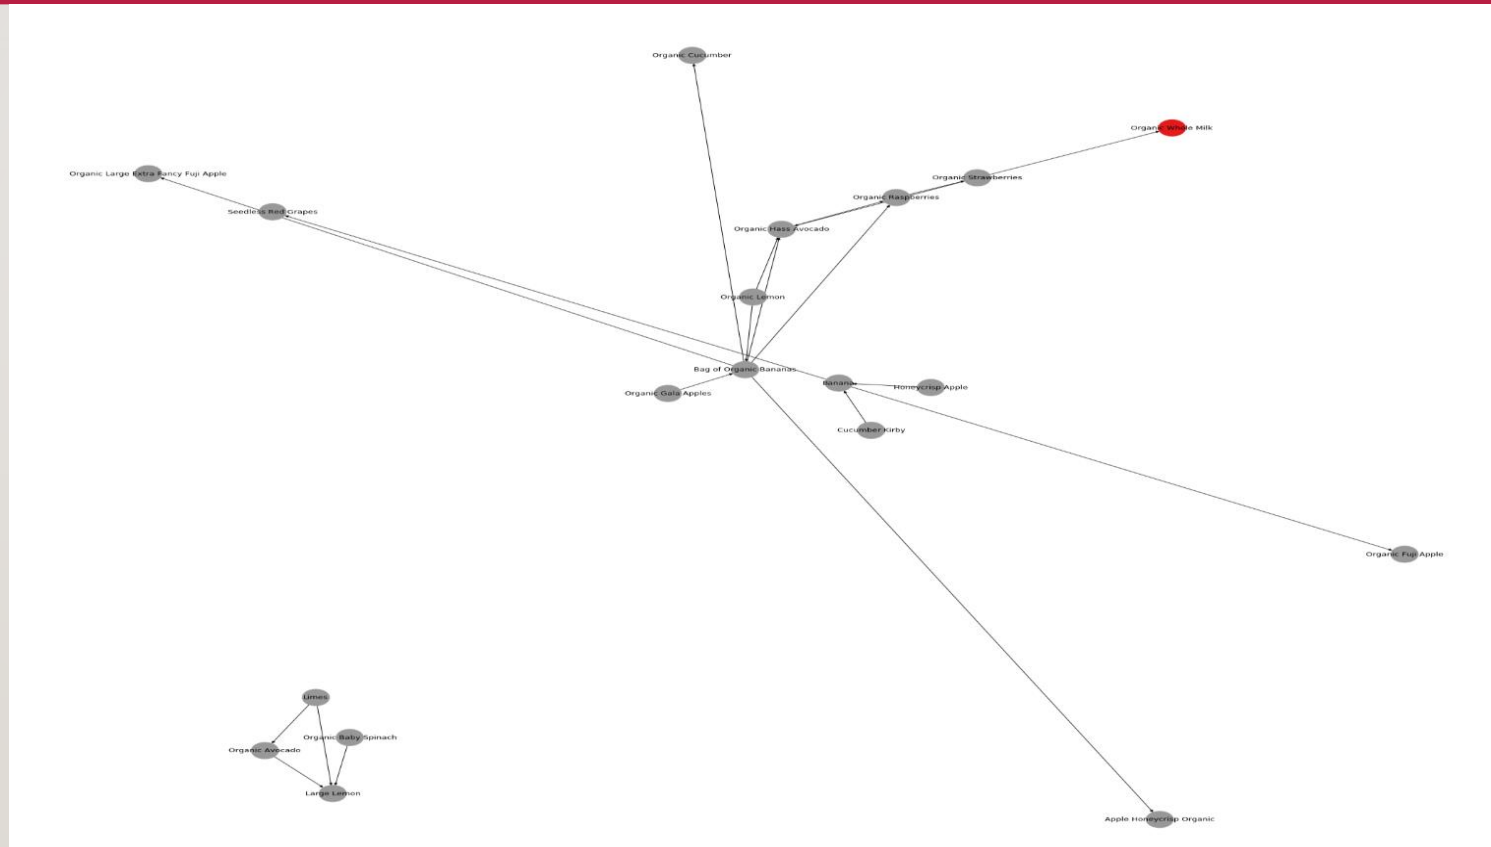 Organic Cucumber
Organic Whole Milk
Organic Large Extra Fancy Fuji Apple
Organic Strawberries
Organic Raspberries
Seedless Red Grapes
Organic Hass Avocado
Organic Lemon
Bag of Organic Bananas
Banana
Honeycrisp Apple
Organic Gala Apples
Cucumber Kirby
Organic Fuji Apple
Limes
Organic Baby Spinach
Organic Avocado
Large Lemon
Apple Honeycrisp Organic